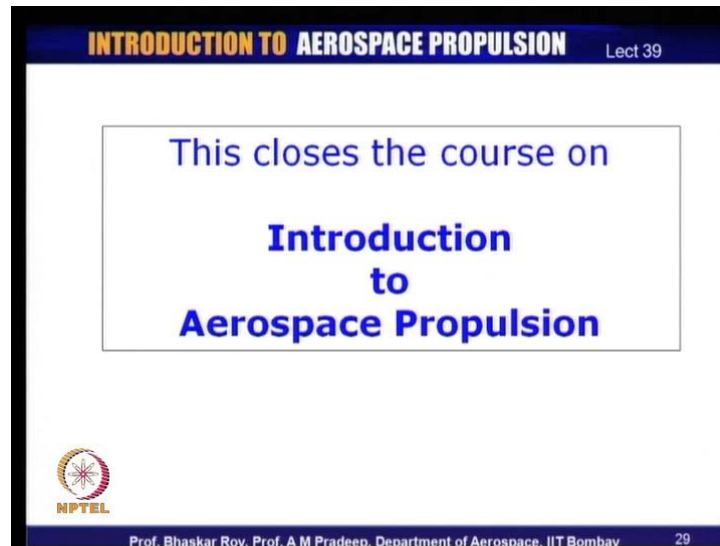 INTRODUCTION TO AEROSPACE PROPULSION Lect 39
This closes the course on
Introduction
to
Aerospace Propulsion
NPTEL
Prof. Bhaskar Roy, Prof. A M Pradeep, Department of Aerospace, IIT Bombay 29